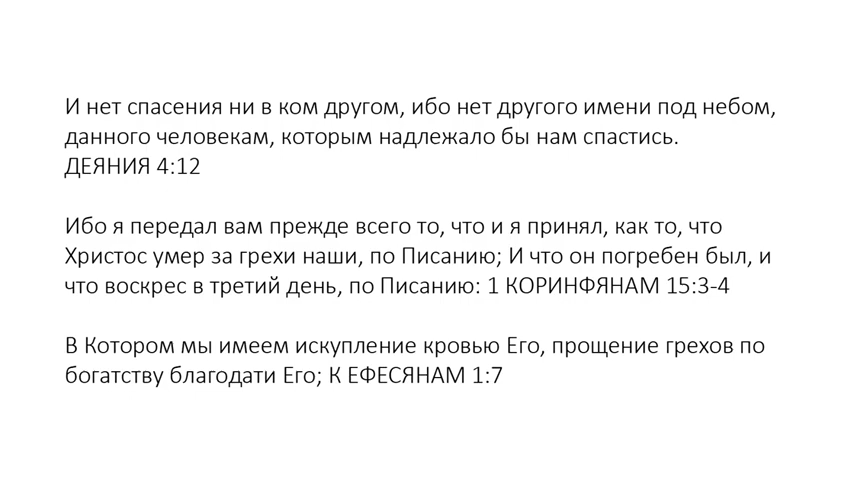 И нет спасения ни в ком другом, ибо нет другого имени под небом,
данного человекам, которым надлежало бы нам спастись.
ДЕЯНИЯ 4:12
Ибо я передал вам прежде всего то, что и я принял, как то, что
Христос умер за грехи наши, по Писанию; И что он погребен был, и
что воскрес в третий день, по Писанию: 1 КОРИНФЯНАМ 15:3-4
В Котором мы имеем искупление кровью Его, прощение грехов по
богатству благодати Его; К ЕФЕСЯНАМ 1:7